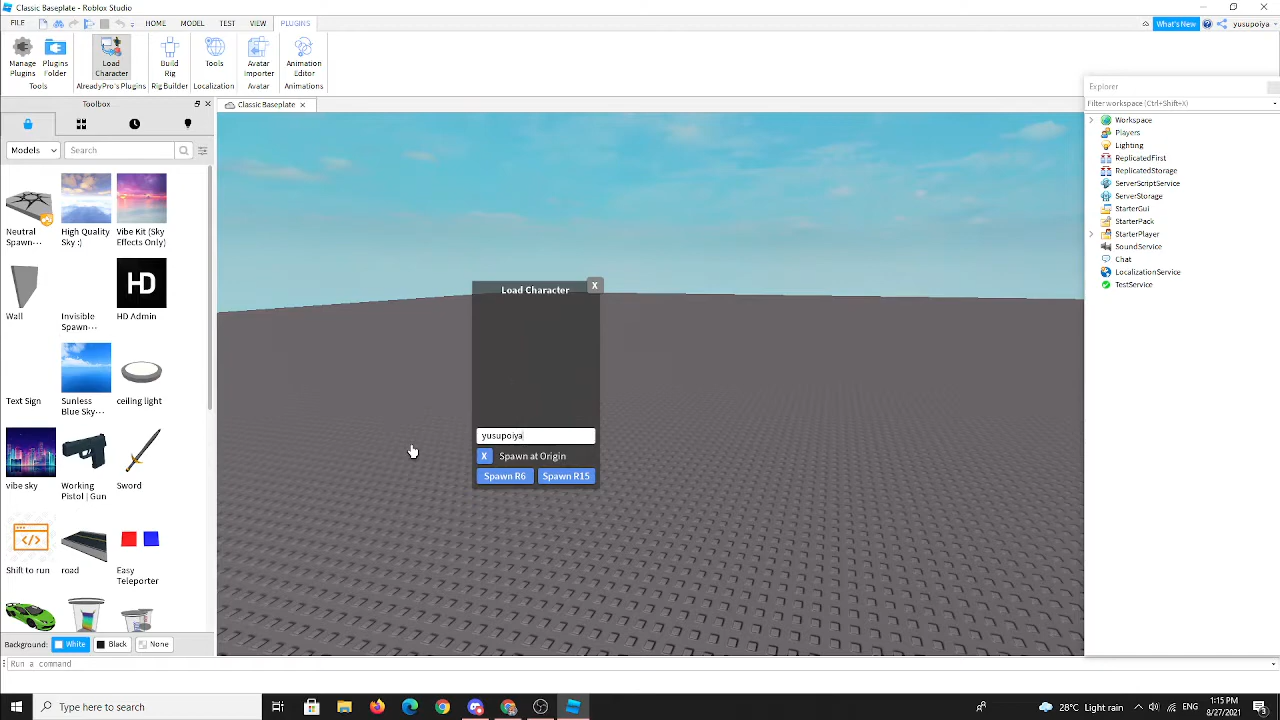 Classic Baseplate - Roblox Studio
FILE HOME MODEL TEST VIEW PLUGINS What's New yusupoiya
Manage Plugins Plugins Folder Load Character Build Rig Tools Avatar Importer Animation Editor
Tools AlreadyPro's Plugins Rig Builder Localization Avatar Animations
Toolbox
ClassicBaseplate
Explorer
Filter workspace (Ctrl+Shift+X)
Models Search
Neutral Spawn···
High Quality Sky :)
Vibe Kit (Sky Effects Only)
Wall
Invisible Spawn···
HD
HD Admin
Text Sign
Sunless Blue Sky···
ceiling light
vibe sky
Working Pistol | Gun
Sword
Shift to run
road
Easy Teleporter
Background: White Black None
Load Character X
yusupoiya
X Spawn at Origin
Spawn R6 Spawn R15
Workspace
Players
Lighting
ReplicatedFirst
ReplicatedStorage
ServerScriptService
ServerStorage
StarterGui
StarterPack
StarterPlayer
SoundService
Chat
LocalizationService
TestService
Run a command
Type here to search
28°C Light rain ENG 1:15 PM
8/27/2021 3